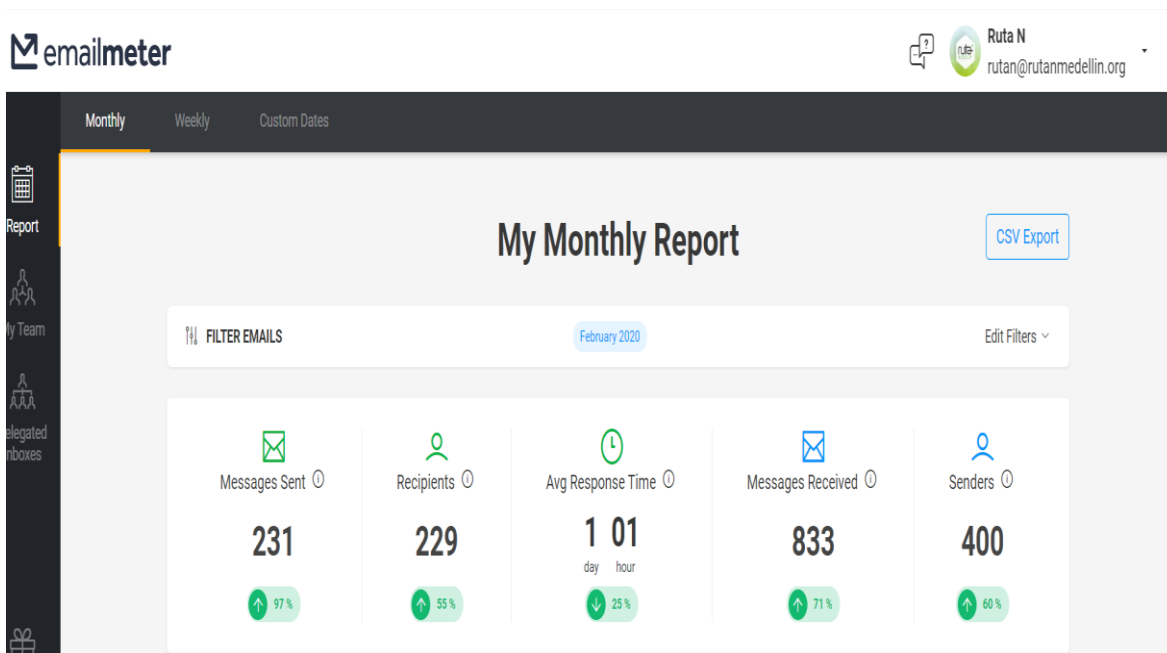 emailmeter
Ruta N
rutan@rutanmedellin.org
Monthly Weekly Custom Dates
Report
My Team
elegated
nboxes
My Monthly Report
CSV Export
FILTER EMAILS February 2020 Edit Filters
Messages Sent Recipients Avg Response Time Messages Received Senders
231 229 1 01 833 400
day hour
97 % 55 % 25 % 71 % 60 %